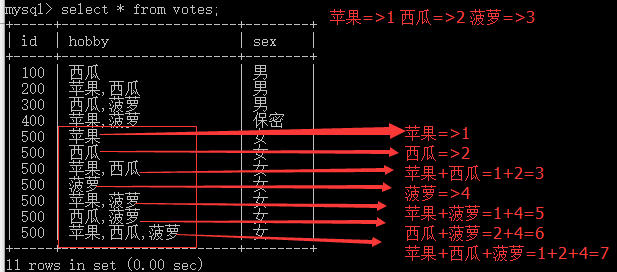 mysql> select * from votes;
苹果=>1 西瓜=>2 菠萝=>3
id hobby sex
100 西瓜 男
200 苹果,西瓜 男
300 西瓜,菠萝 男
400 苹果,菠萝 保密
500 苹果 女 苹果=>1
500 西瓜 女 西瓜=>2
500 苹果,西瓜 女 苹果+西瓜=1+2=3
500 菠萝 女 菠萝=>4
500 苹果,菠萝 女 苹果+菠萝=1+4=5
500 西瓜,菠萝 女 西瓜+菠萝=2+4=6
500 苹果,西瓜,菠萝 女 苹果+西瓜+菠萝=1+2+4=7
11 rows in set (0.00 sec)